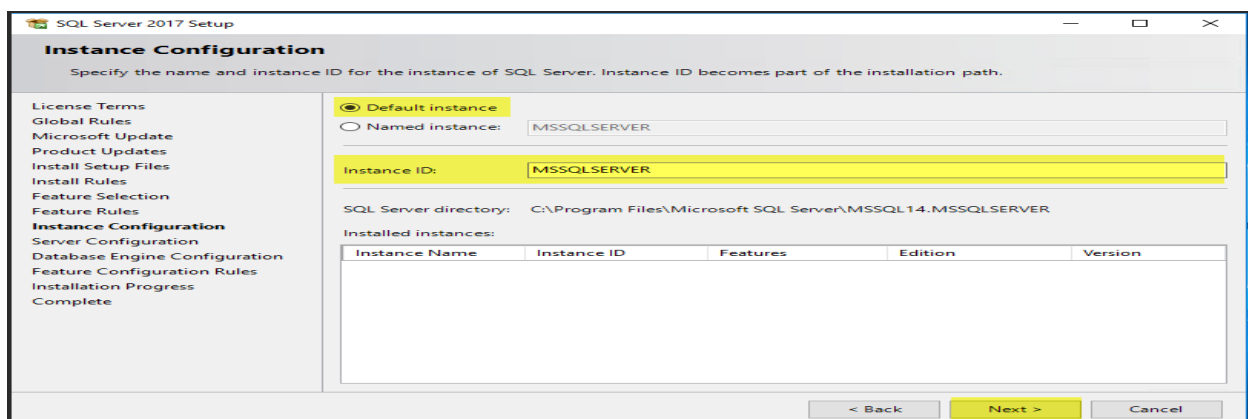 SQL Server 2017 Setup
Instance Configuration
Specify the name and instance ID for the instance of SQL Server. Instance ID becomes part of the installation path.
License Terms
Global Rules
Microsoft Update
Product Updates
Install Setup Files
Install Rules
Feature Selection
Feature Rules
Instance Configuration
Server Configuration
Database Engine Configuration
Feature Configuration Rules
Installation Progress
Complete
Default instance
Named instance: MSSQLSERVER
Instance ID: MSSQLSERVER
SQL Server directory: C:\Program Files\Microsoft SQL Server\MSSQL14.MSSQLSERVER
Installed instances:
Instance Name Instance ID Features Edition Version
< Back Next > Cancel